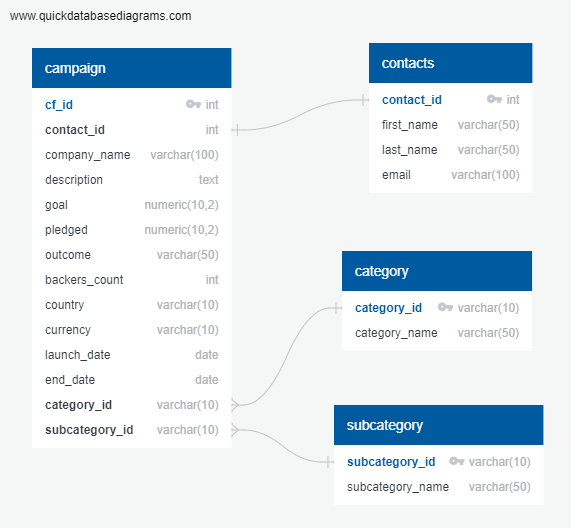 www.quickdatabasediagrams.com
campaign
cf_id int
contact_id int
company_name varchar(100)
description text
goal numeric(10,2)
pledged numeric(10,2)
outcome varchar(50)
backers_count int
country varchar(10)
currency varchar(10)
launch_date date
end_date date
category_id varchar(10)
subcategory_id varchar(10)
contacts
contact_id int
first_name varchar(50)
last_name varchar(50)
email varchar(100)
category
category_id varchar(10)
category_name varchar(50)
subcategory
subcategory_id varchar(10)
subcategory_name varchar(50)